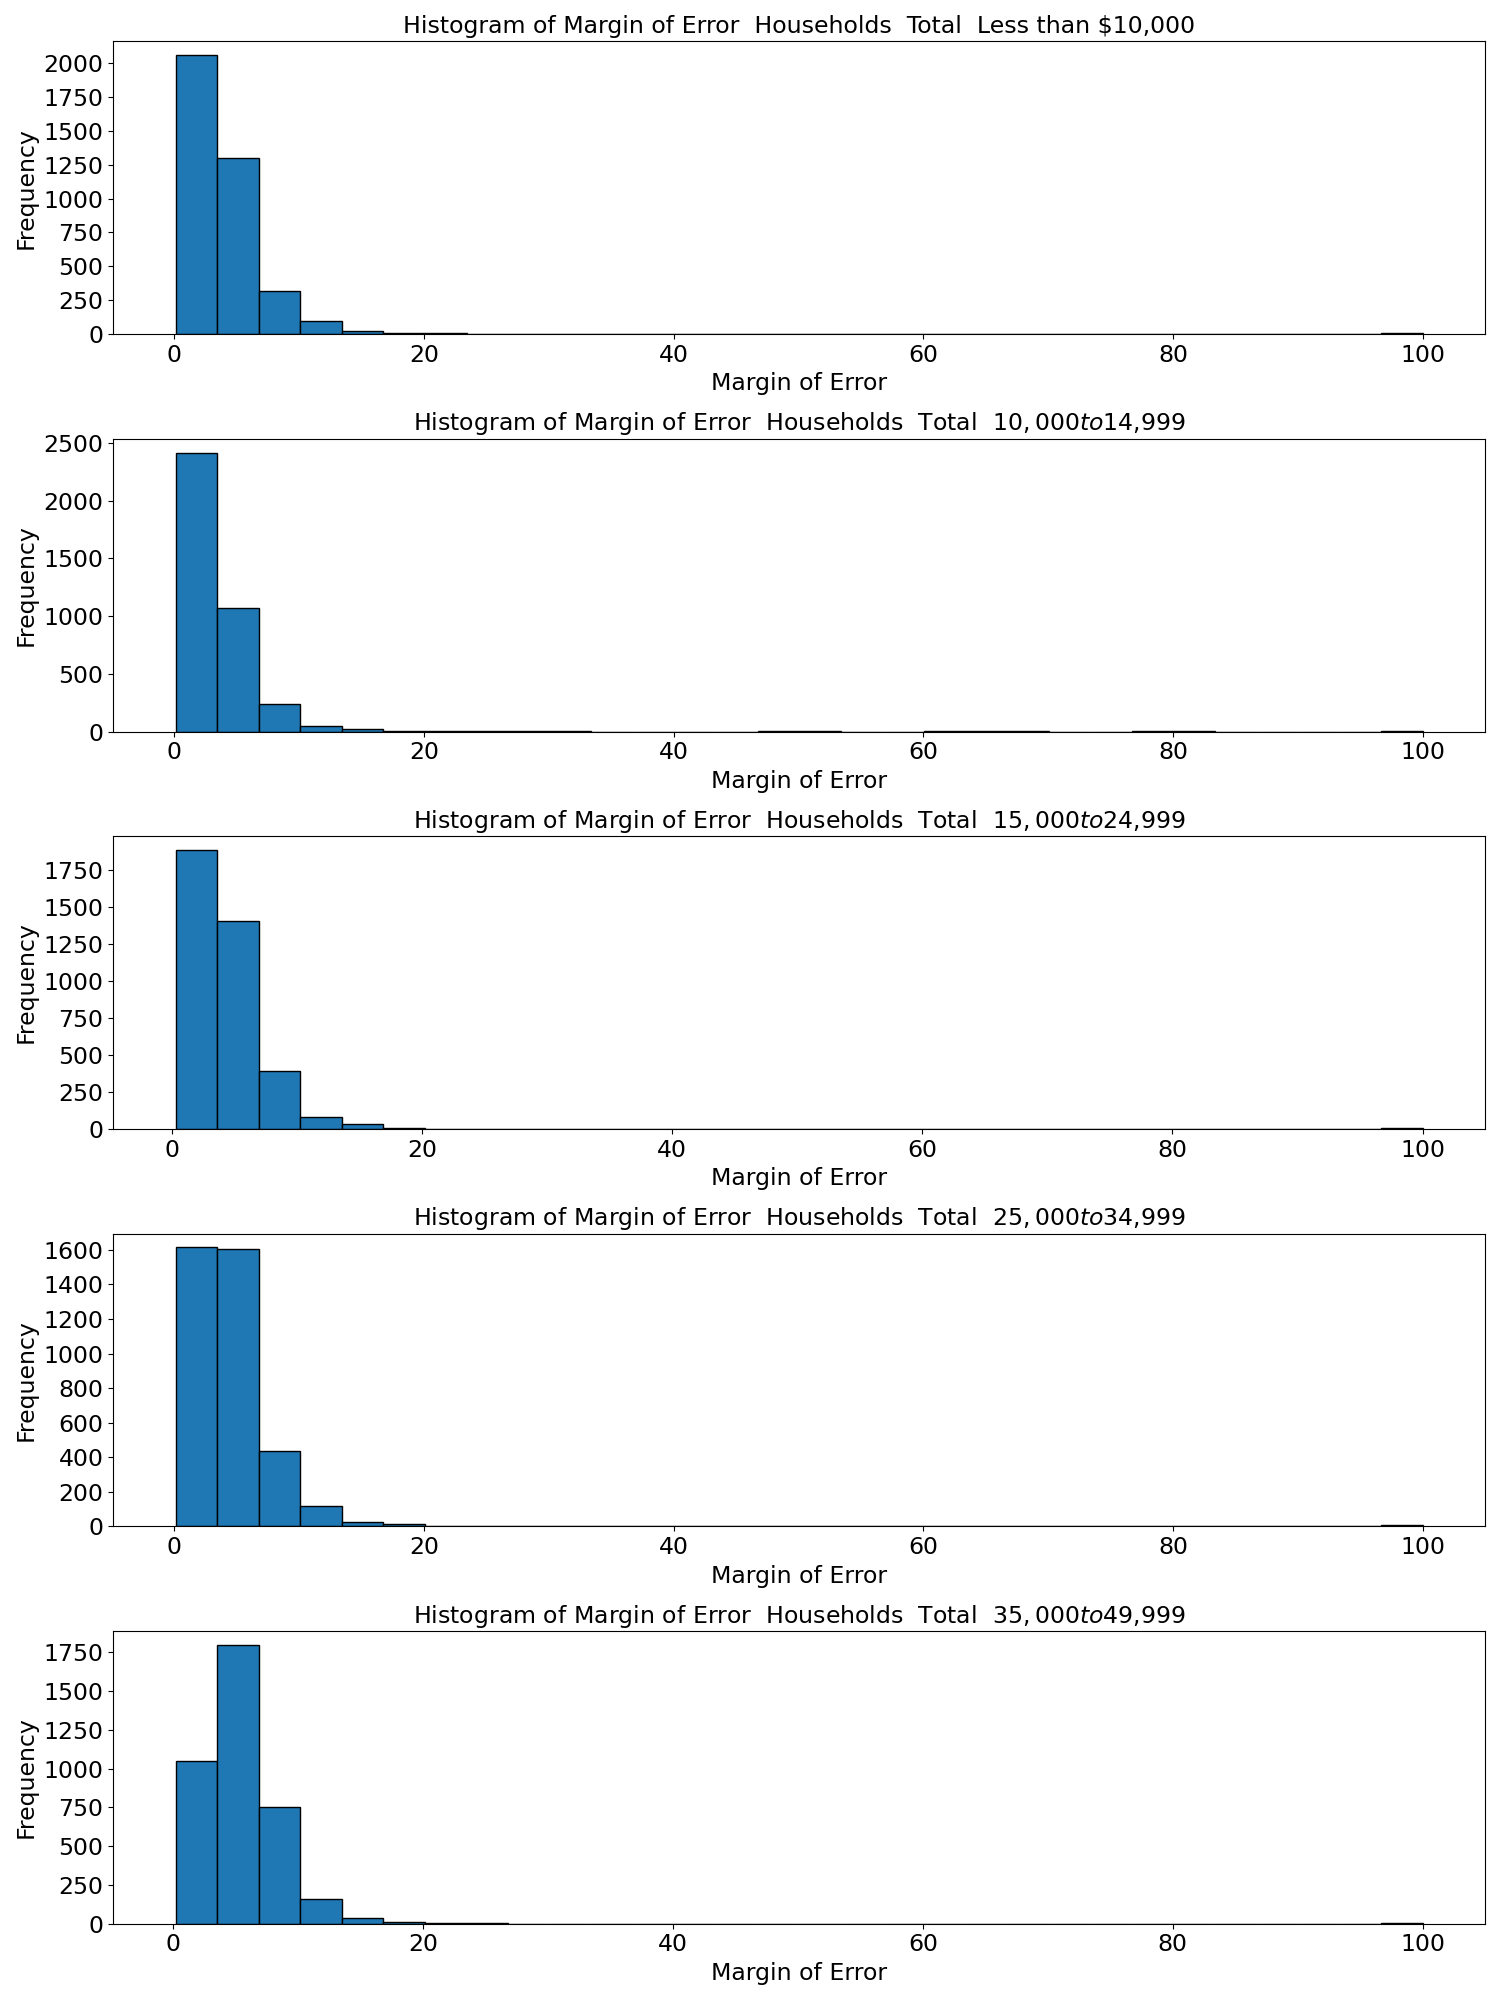 Histogram of Margin of Error  Households  Total  Less than $10,000
2000
1750
1500
1250
1000
750
500
250
0
Frequency
0 20 40 60 80 100
Margin of Error
Histogram of Margin of Error  Households  Total  10,000to14,999
2500
2000
1500
1000
500
0
Frequency
0 20 40 60 80 100
Margin of Error
Histogram of Margin of Error  Households  Total  15,000to24,999
1750
1500
1250
1000
750
500
250
0
Frequency
0 20 40 60 80 100
Margin of Error
Histogram of Margin of Error  Households  Total  25,000to34,999
1600
1400
1200
1000
800
600
400
200
0
Frequency
0 20 40 60 80 100
Margin of Error
Histogram of Margin of Error  Households  Total  35,000to49,999
1750
1500
1250
1000
750
500
250
0
Frequency
0 20 40 60 80 100
Margin of Error